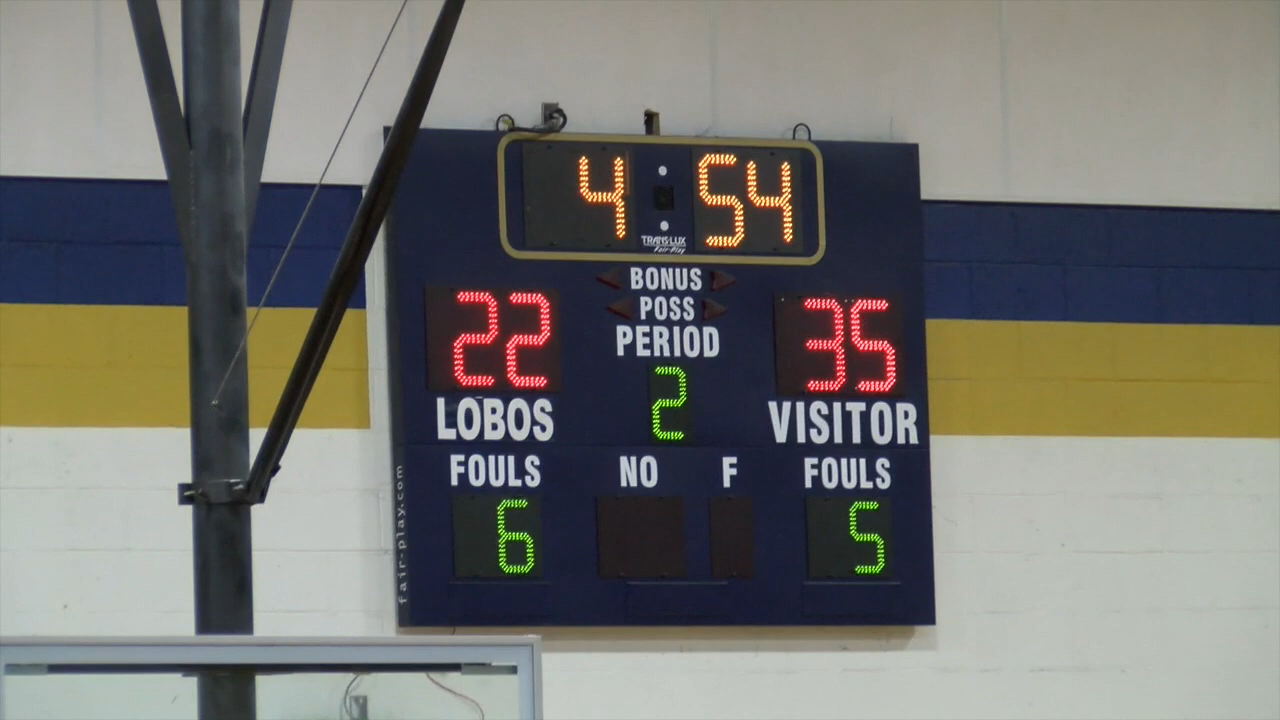 4 54
TRANS-LUX
Fair-Play
BONUS
POSS
PERIOD
22 2 35
LOBOS VISITOR
FOULS NO F FOULS
6 5
fair-play.com